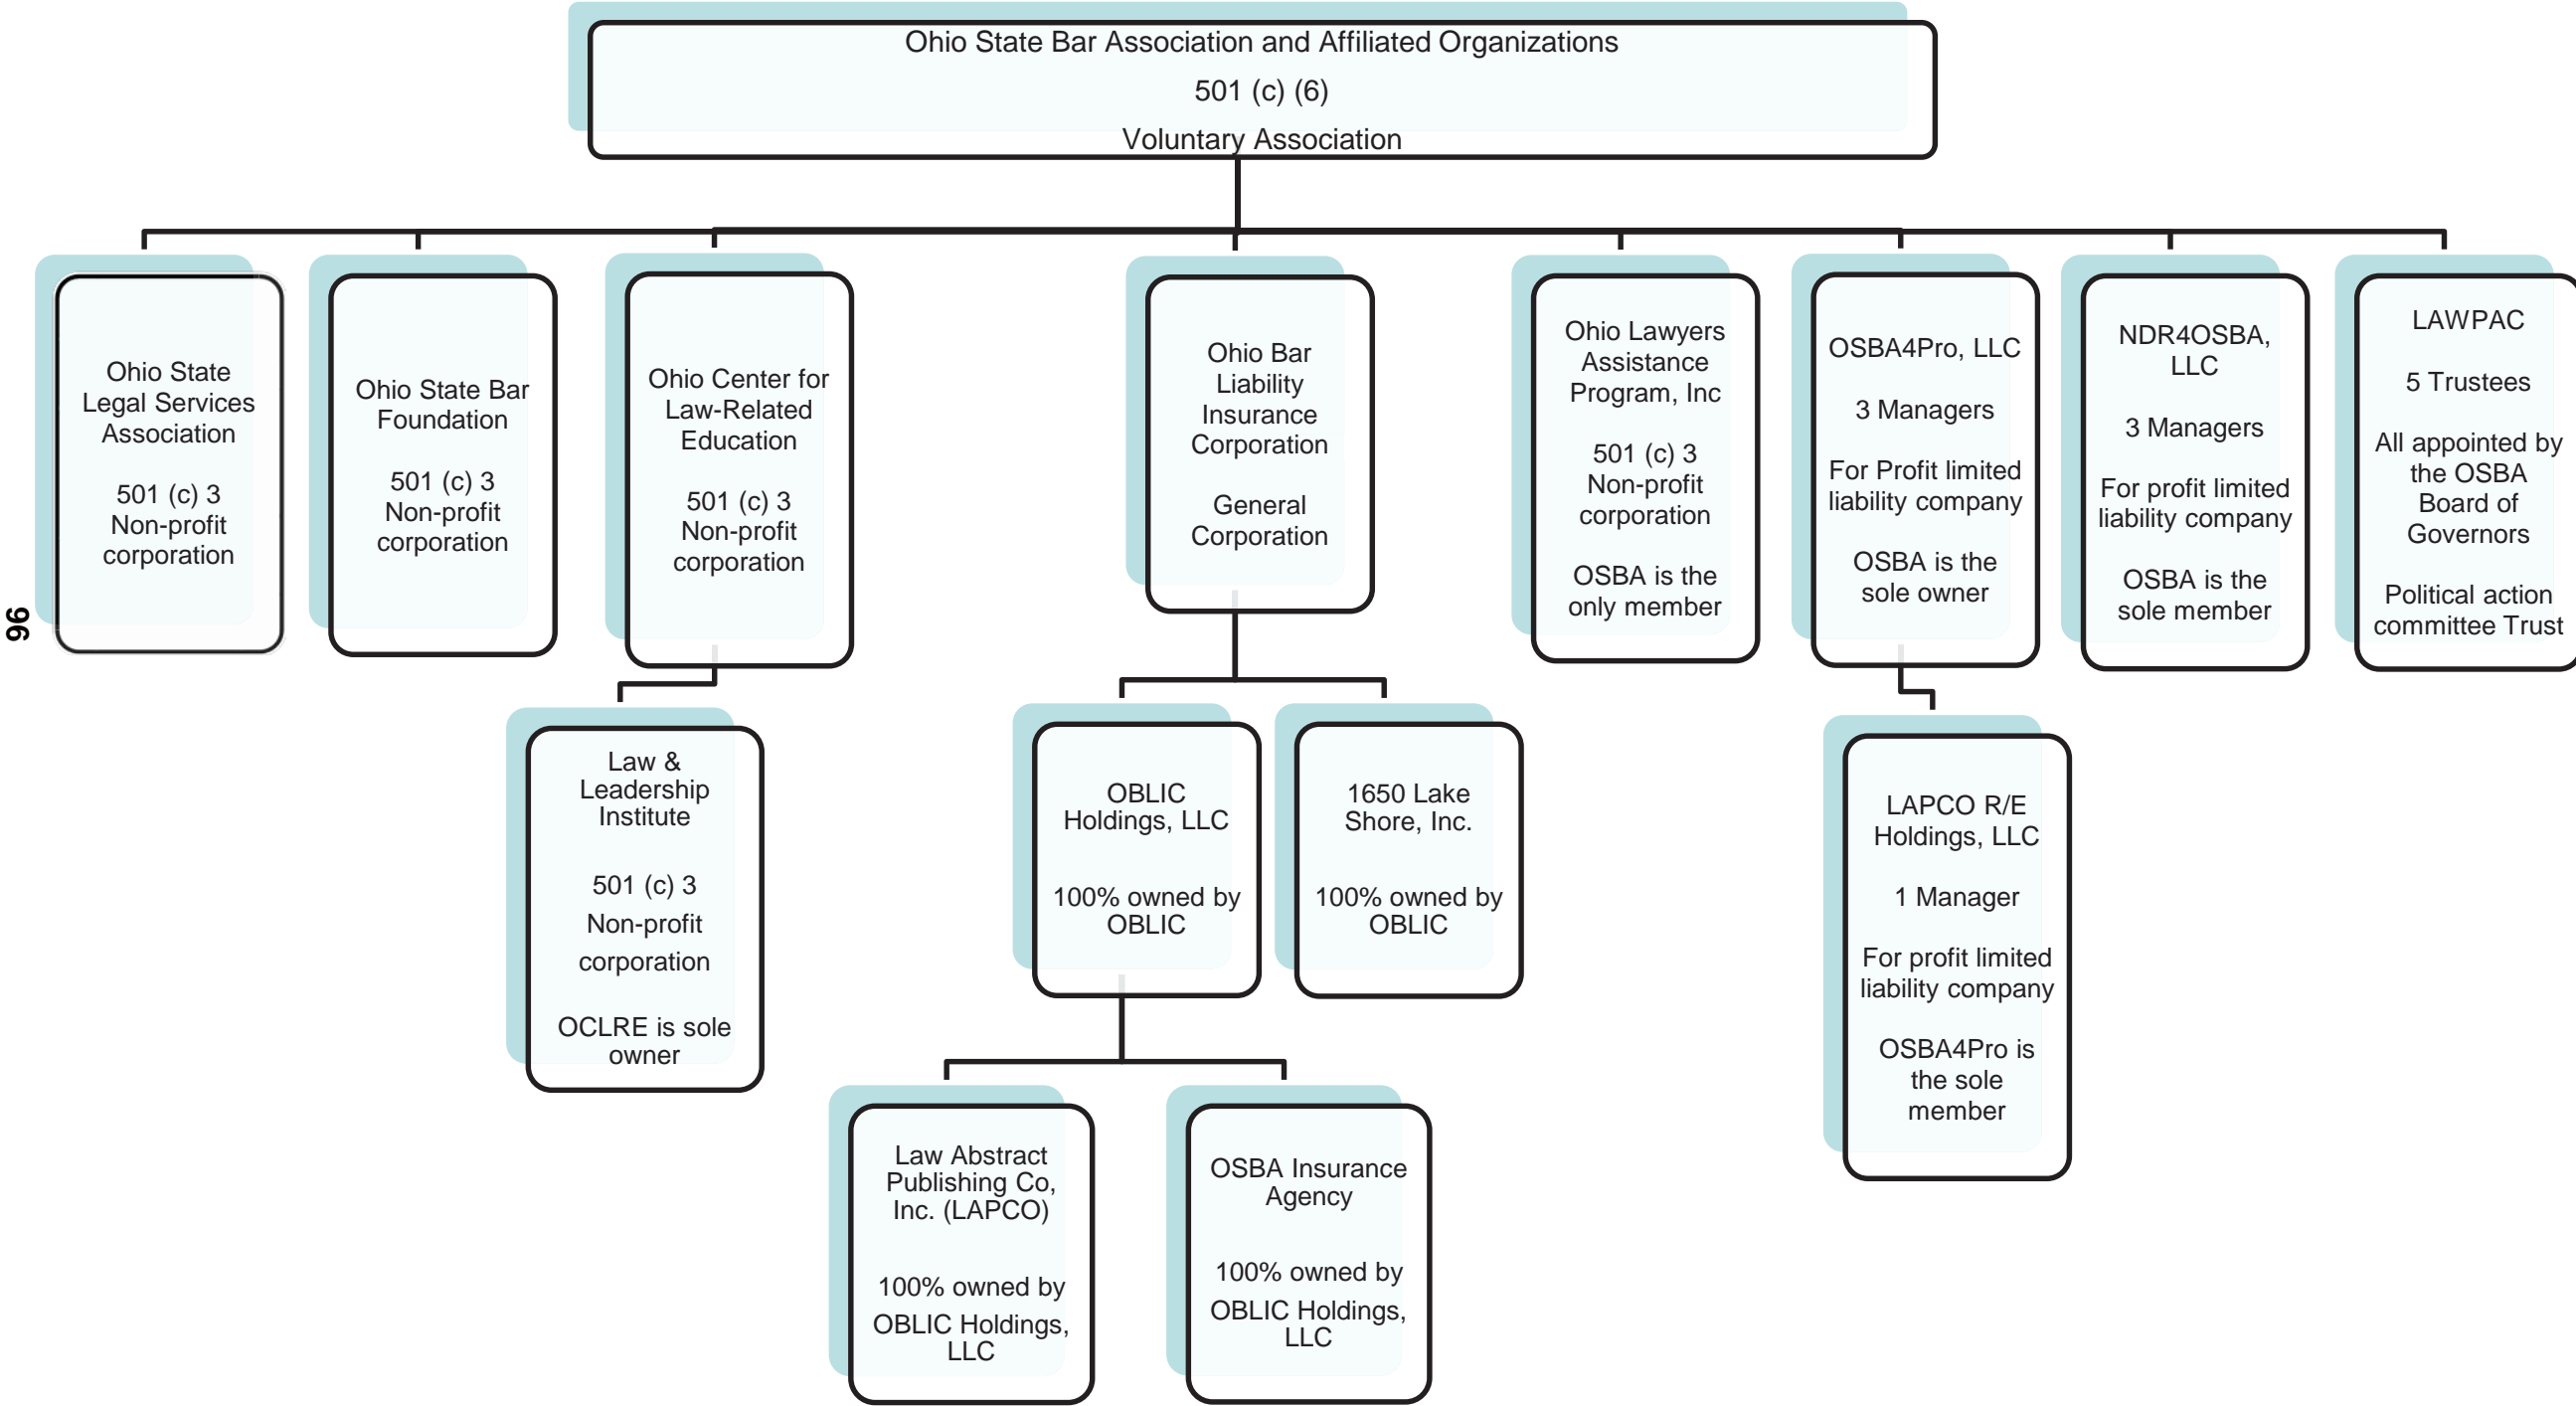 Ohio State Bar Association and Affiliated Organizations
501 (c) (6)
Voluntary Association
Ohio State
Legal Services
Association
501 (c) 3
Non-profit
corporation
Ohio State Bar
Foundation
501 (c) 3
Non-profit
corporation
Ohio Center for
Law-Related
Education
501 (c) 3
Non-profit
corporation
Ohio Bar
Liability
Insurance
Corporation
General
Corporation
Ohio Lawyers
Assistance
Program, Inc
501 (c) 3
Non-profit
corporation
OSBA is the
only member
OSBA4Pro, LLC
3 Managers
For Profit limited
liability company
OSBA is the
sole owner
NDR4OSBA,
LLC
3 Managers
For profit limited
liability company
OSBA is the
sole member
LAWPAC
5 Trustees
All appointed by
the OSBA
Board of
Governors
Political action
committee Trust
96
Law &
Leadership
Institute
501 (c) 3
Non-profit
corporation
OCLRE is sole
owner
OBLIC
Holdings, LLC
100% owned by
OBLIC
1650 Lake
Shore, Inc.
100% owned by
OBLIC
LAPCO R/E
Holdings, LLC
1 Manager
For profit limited
liability company
OSBA4Pro is
the sole
member
Law Abstract
Publishing Co,
Inc. (LAPCO)
100% owned by
OBLIC Holdings,
LLC
OSBA Insurance
Agency
100% owned by
OBLIC Holdings,
LLC